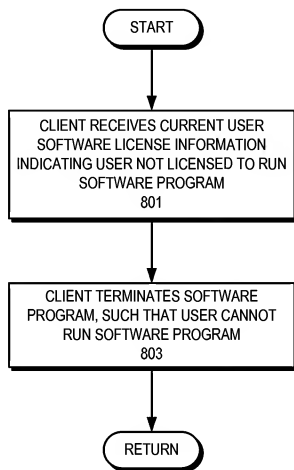 START
CLIENT RECEIVES CURRENT USER
SOFTWARE LICENSE INFORMATION
INDICATING USER NOT LICENSED TO RUN
SOFTWARE PROGRAM
801
CLIENT TERMINATES SOFTWARE
PROGRAM, SUCH THAT USER CANNOT
RUN SOFTWARE PROGRAM
803
RETURN